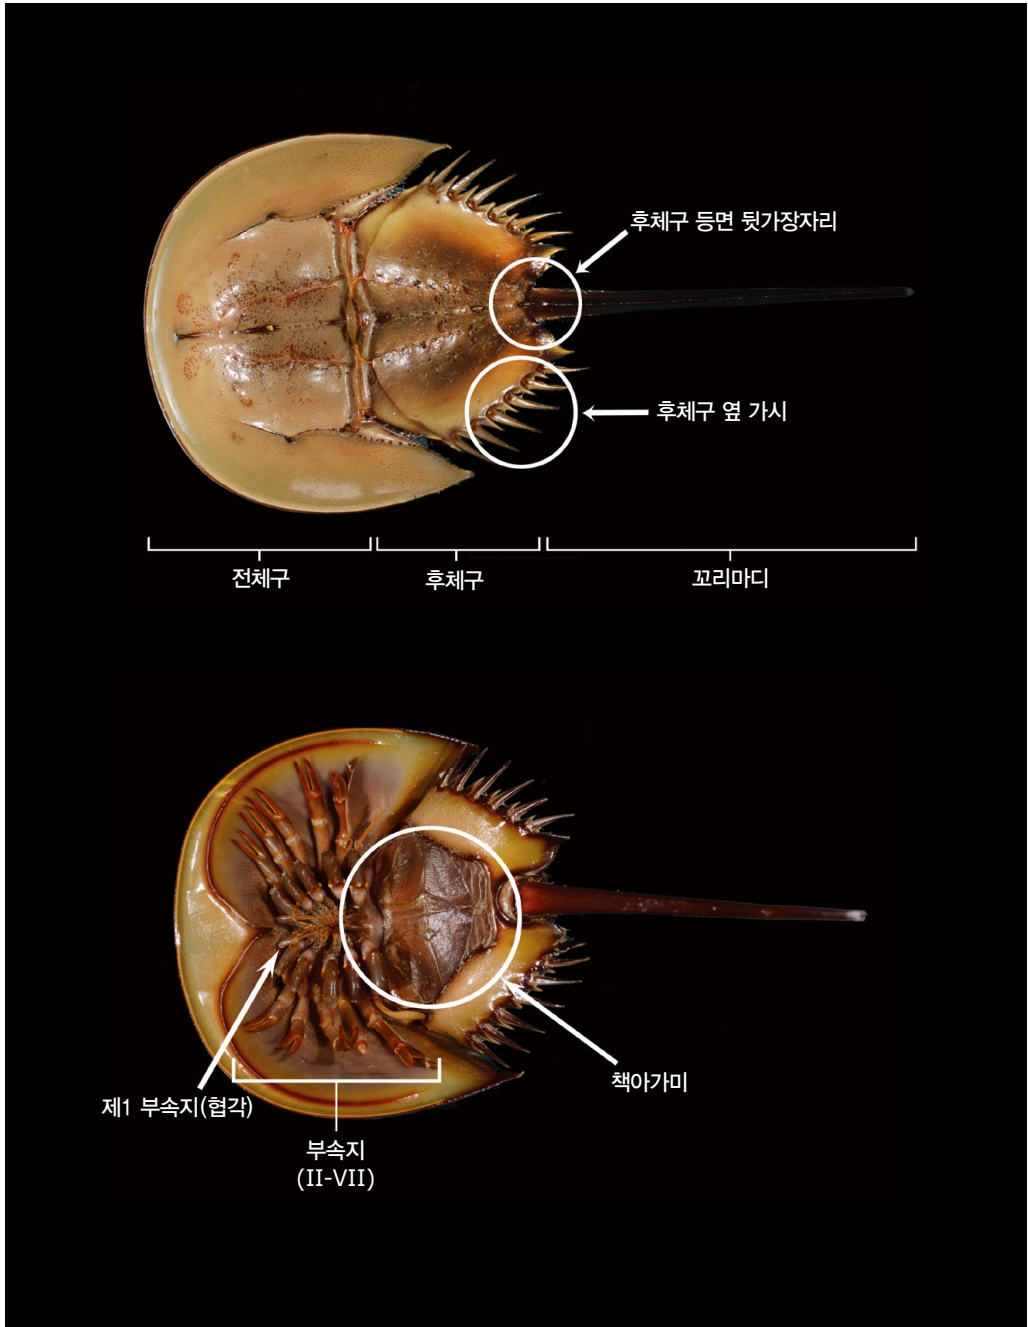 후체구 등면 뒷가장자리
후체구 옆 가시
전체구
후체구
꼬리마디
책아가미
제1 부속지(협각)
부속지
(II-VII)